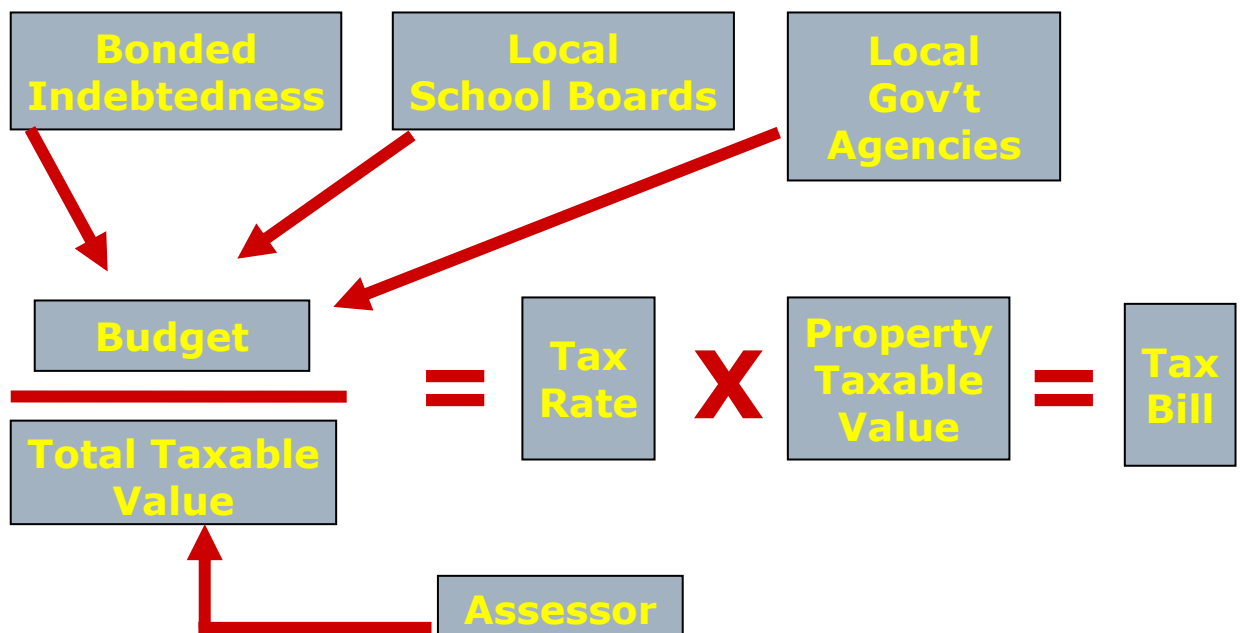 Bonded
Indebtedness
Local
School Boards
Local
Gov’t
Agencies
Budget
Total Taxable
Value
=
Tax
Rate
X
Property
Taxable
Value
=
Tax
Bill
Assessor